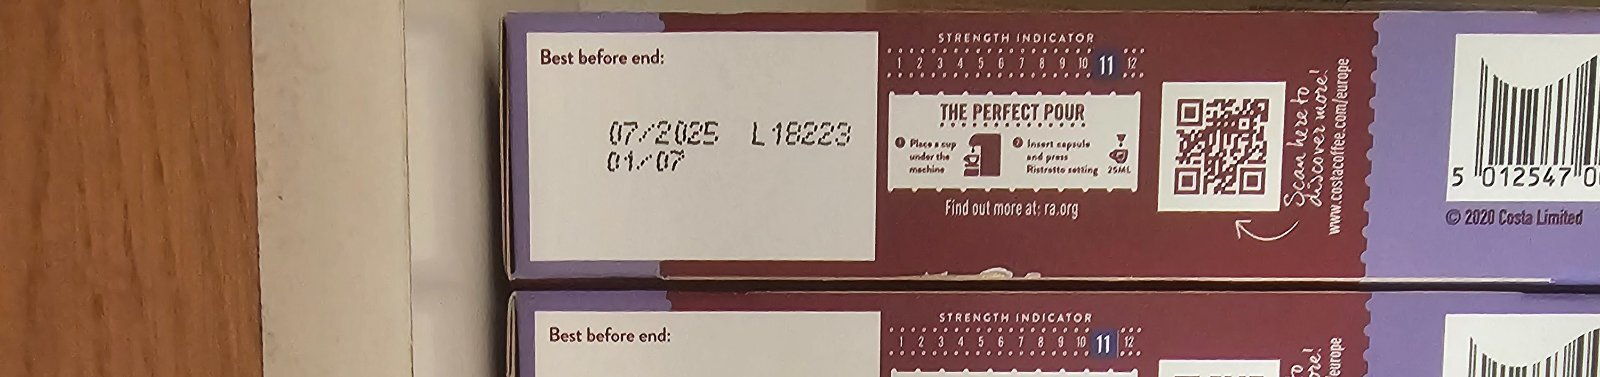 Best before end:
07/2025 L18223
01/07
STRENGTH INDICATOR
1 2 3 4 5 6 7 8 9 10 11 12
THE PERFECT POUR
1 Place a cup
under the
machine
2 Insert capsule
and press
Ristretto setting
25ML
Find out more at: ra.org
Scan here to
discover more!
www.costacoffee.com/europe
5 012547 0
© 2020 Costa Limited
Best before end:
STRENGTH INDICATOR
1 2 3 4 5 6 7 8 9 10 11 12